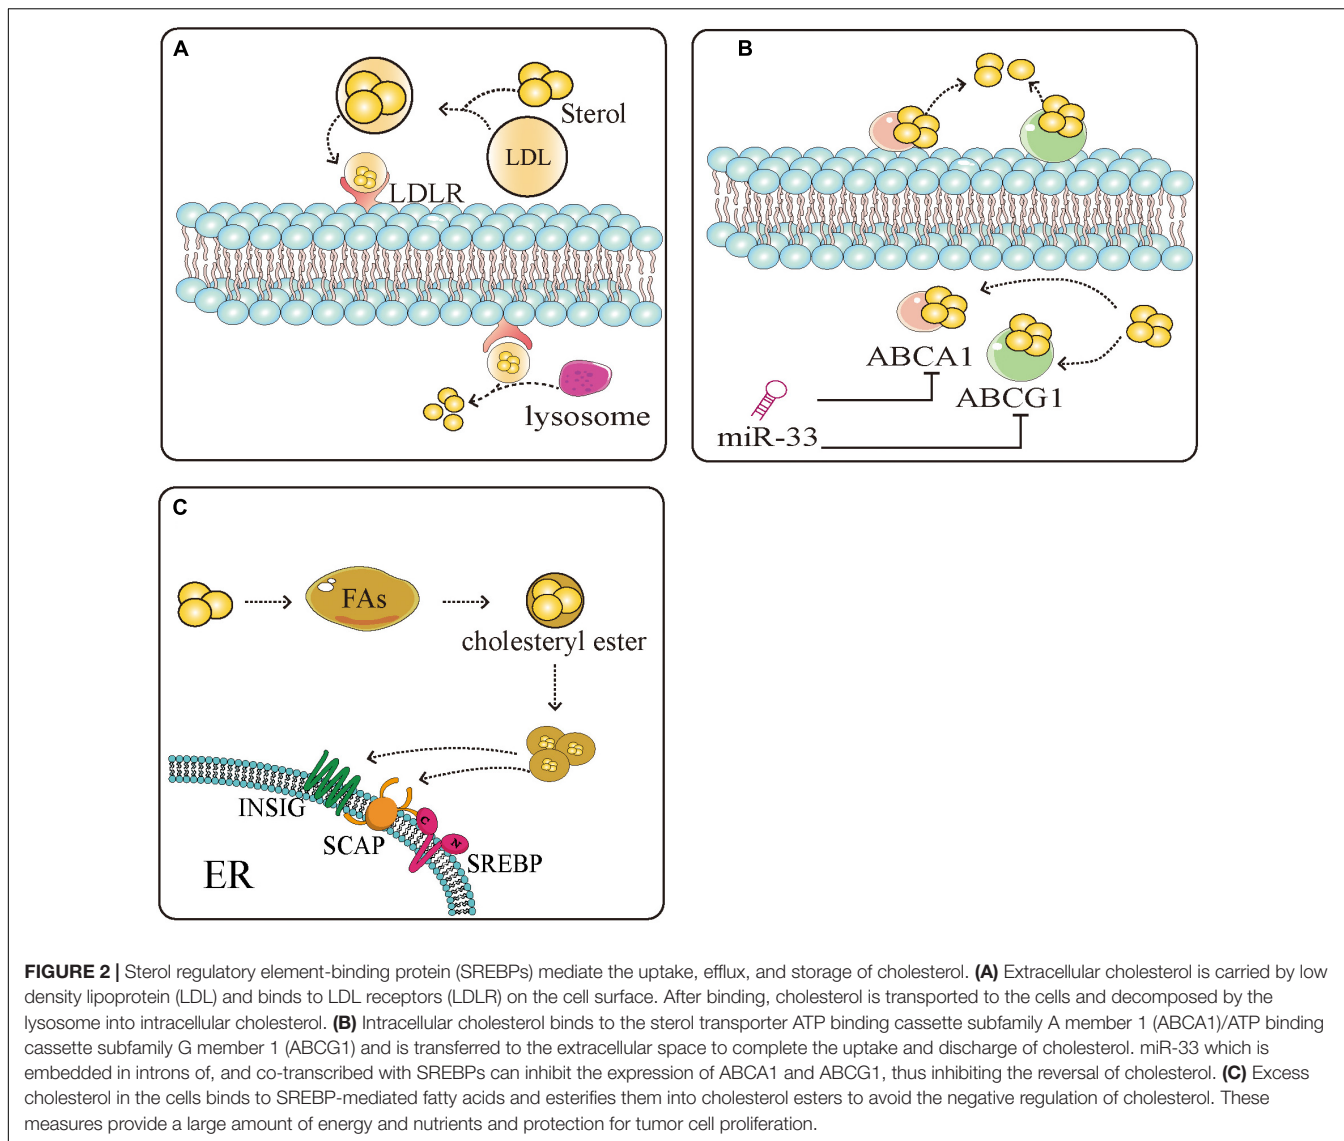 A
Sterol
LDL
LDLR
lysosome
B
ABCA1
ABCG1
miR-33
C
FAs
cholesteryl ester
INSIG
SCAP
C
N
SREBP
ER
FIGURE 2 | Sterol regulatory element-binding protein (SREBPs) mediate the uptake, efflux, and storage of cholesterol. (A) Extracellular cholesterol is carried by low
density lipoprotein (LDL) and binds to LDL receptors (LDLR) on the cell surface. After binding, cholesterol is transported to the cells and decomposed by the
lysosome into intracellular cholesterol. (B) Intracellular cholesterol binds to the sterol transporter ATP binding cassette subfamily A member 1 (ABCA1)/ATP binding
cassette subfamily G member 1 (ABCG1) and is transferred to the extracellular space to complete the uptake and discharge of cholesterol. miR-33 which is
embedded in introns of, and co-transcribed with SREBPs can inhibit the expression of ABCA1 and ABCG1, thus inhibiting the reversal of cholesterol. (C) Excess
cholesterol in the cells binds to SREBP-mediated fatty acids and esterifies them into cholesterol esters to avoid the negative regulation of cholesterol. These
measures provide a large amount of energy and nutrients and protection for tumor cell proliferation.